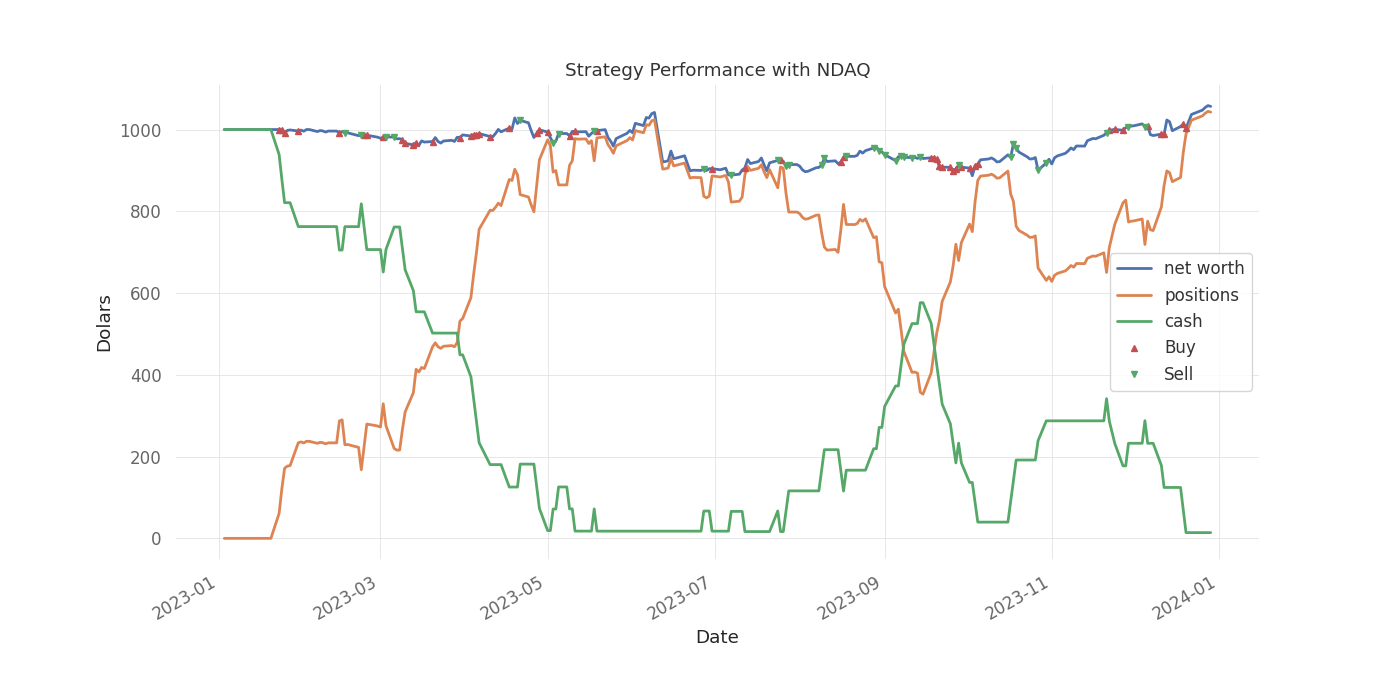 Strategy Performance with NDAQ
Dolars
1000
800
600
400
200
0
net worth
positions
cash
Buy
Sell
2023-01
2023-03
2023-05
2023-07
2023-09
2023-11
2024-01
Date